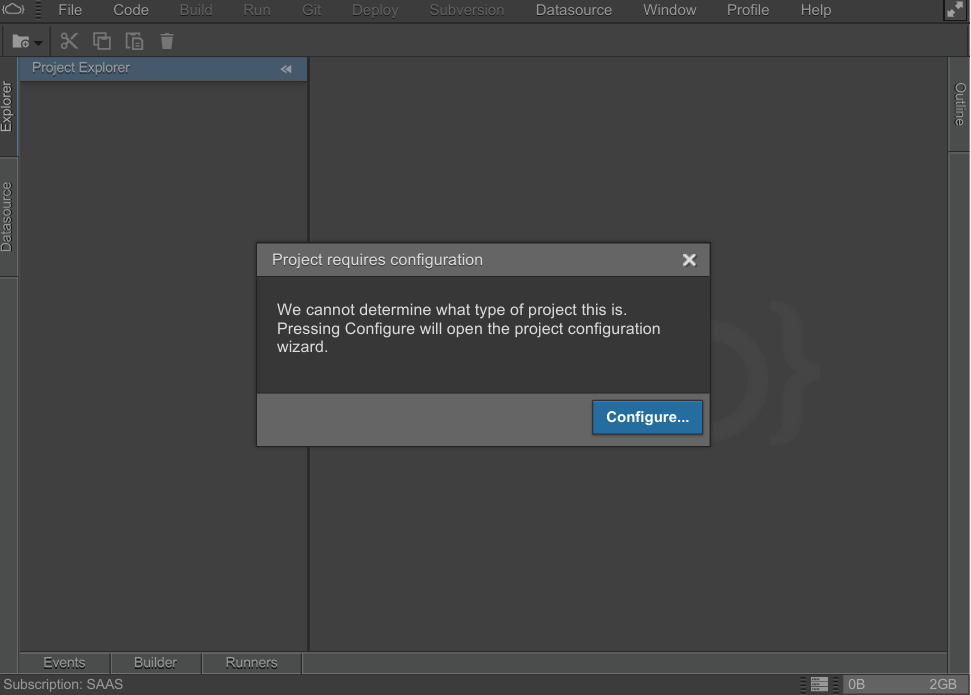 File Code Build Run Git Deploy Subversion Datasource Window Profile Help
Project Explorer
Explorer
Datasource
Outline
Project requires configuration
We cannot determine what type of project this is.
Pressing Configure will open the project configuration
wizard.
Configure...
Events Builder Runners
Subscription: SAAS 0B 2GB